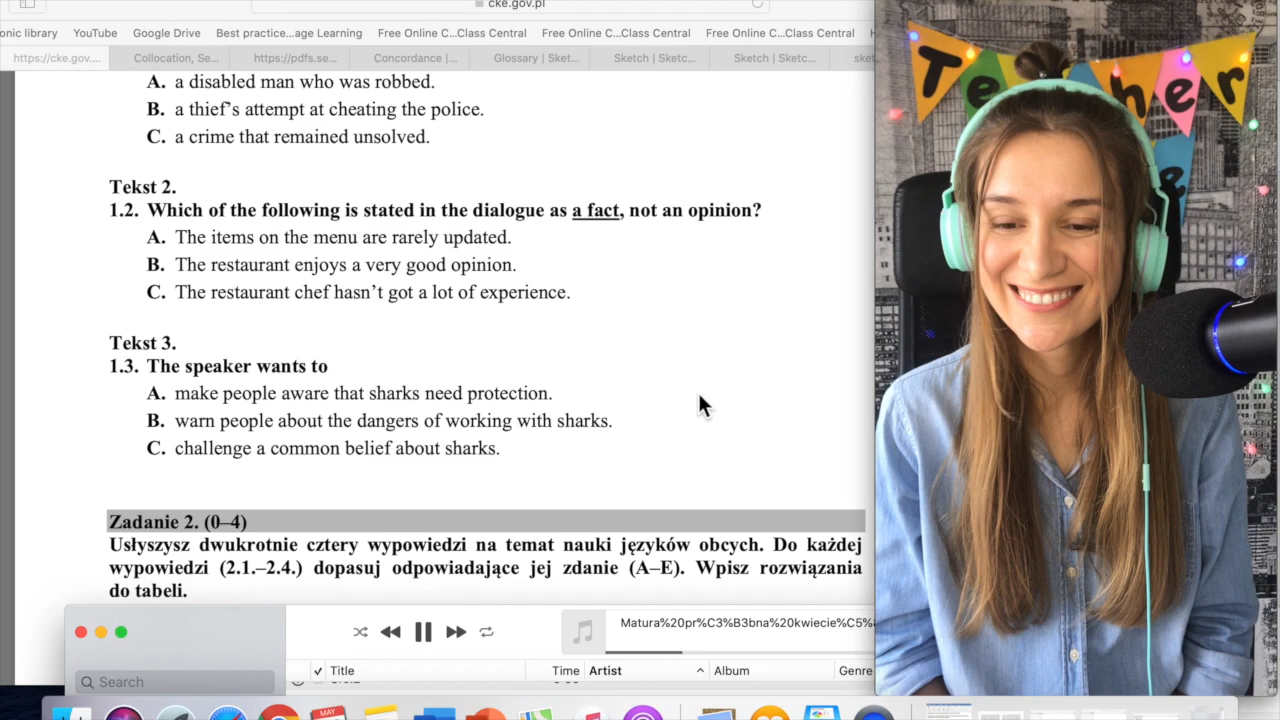 cke.gov.pl
onic library YouTube Google Drive Best practice...age Learning Free Online C...Class Central Free Online C...Class Central Free Online C...Class Central
https://cke.gov.... Collocation, Se... https://pdfs.se... Concordance |... Glossary | Sket... Sketch | Sketc... Sketch | Sketc... sket
A. a disabled man who was robbed.
B. a thief's attempt at cheating the police.
C. a crime that remained unsolved.
Tekst 2.
1.2. Which of the following is stated in the dialogue as a fact, not an opinion?
A. The items on the menu are rarely updated.
B. The restaurant enjoys a very good opinion.
C. The restaurant chef hasn't got a lot of experience.
Tekst 3.
1.3. The speaker wants to
A. make people aware that sharks need protection.
B. warn people about the dangers of working with sharks.
C. challenge a common belief about sharks.
Zadanie 2. (0–4)
Usłyszysz dwukrotnie cztery wypowiedzi na temat nauki języków obcych. Do każdej
wypowiedzi (2.1.–2.4.) dopasuj odpowiadające jej zdanie (A–E). Wpisz rozwiązania
do tabeli.
Matura%20pr%C3%B3bna%20kwiecie%C5%
Search
Title Time Artist Album Genre
MAY
Te her
e